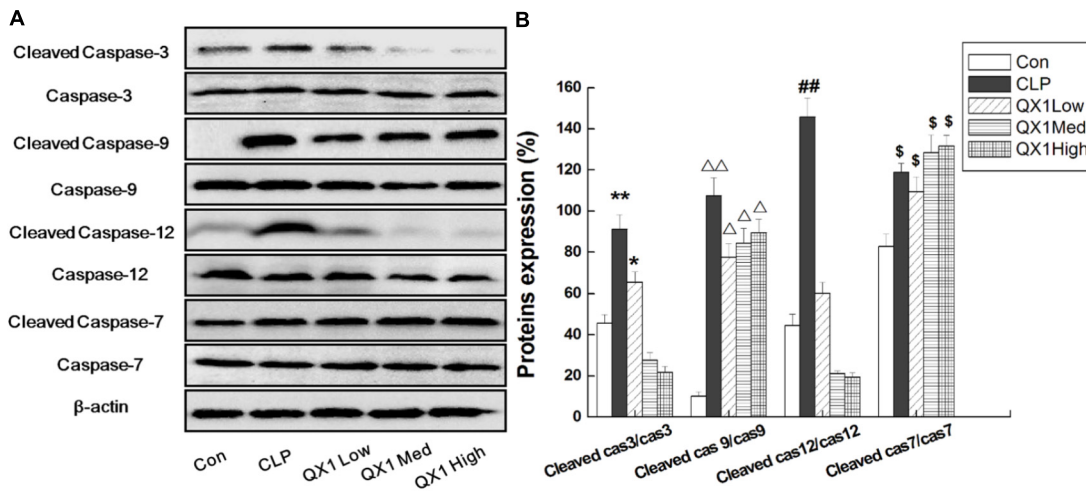 A
Cleaved Caspase-3
Caspase-3
Cleaved Caspase-9
Caspase-9
Cleaved Caspase-12
Caspase-12
Cleaved Caspase-7
Caspase-7
β-actin
Con CLP QX1 Low QX1 Med QX1 High
B
Con
CLP
QX1Low
QX1Med
QX1High
Proteins expression (%)
160
140
120
100
80
60
40
20
0
** * △△ △ △ △ ## $ $ $ $
Cleaved cas3/cas3
Cleaved cas 9/cas9
Cleaved cas12/cas12
Cleaved cas7/cas7